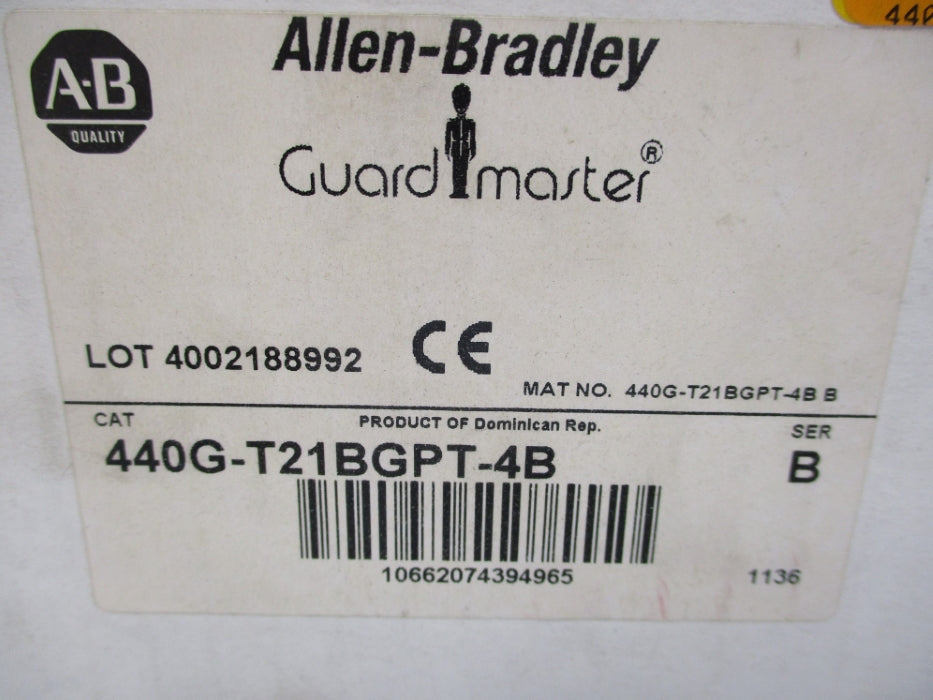 440
Allen-Bradley
A·B
QUALITY
Guardmaster®
LOT 4002188992 CE
MAT NO. 440G-T21BGPT-4B B
CAT PRODUCT OF Dominican Rep. SER
440G-T21BGPT-4B B
10662074394965 1136